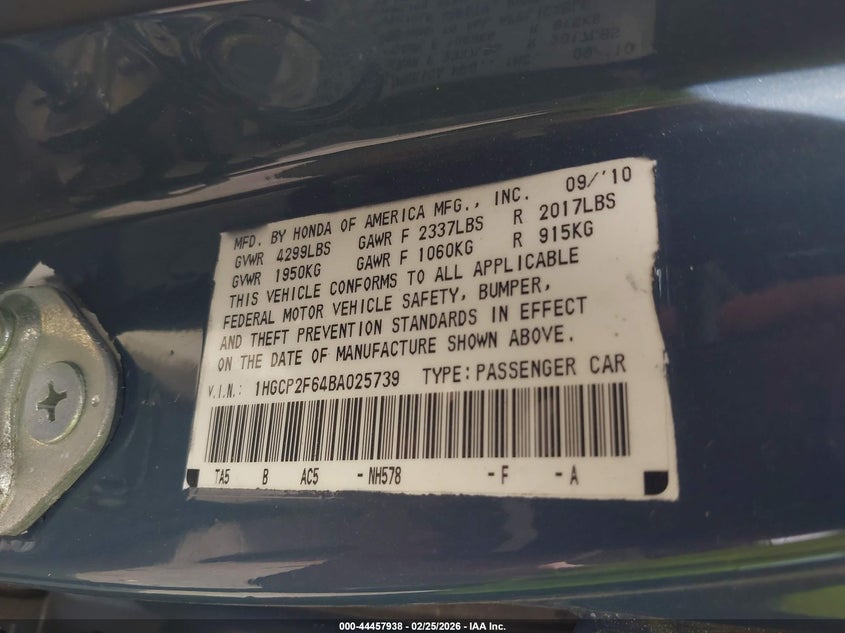 MFD. BY HONDA OF AMERICA MFG., INC. 09/'10
GVWR 4299LBS GAWR F 2337LBS R 2017LBS
GVWR 1950KG GAWR F 1060KG R 915KG
THIS VEHICLE CONFORMS TO ALL APPLICABLE
FEDERAL MOTOR VEHICLE SAFETY, BUMPER,
AND THEFT PREVENTION STANDARDS IN EFFECT
ON THE DATE OF MANUFACTURE SHOWN ABOVE.
V.I.N.: 1HGCP2F64BA025739 TYPE: PASSENGER CAR
TA5 B AC5 -NH578 -F -A
000-44457938 - 02/25/2026 - IAA Inc.